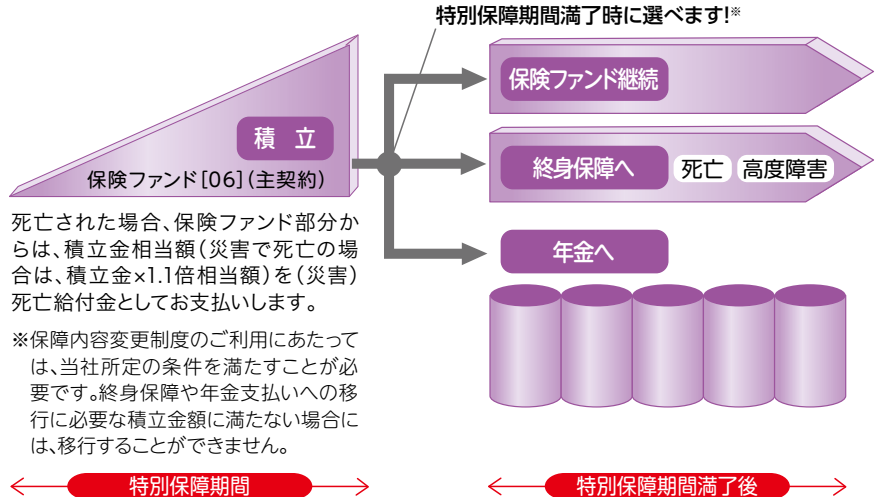 特別保障期間満了時に選べます!※
積 立
保険ファンド[06](主契約)
死亡された場合、保険ファンド部分か
らは、積立金相当額(災害で死亡の場
合は、積立金×1.1倍相当額)を(災害)
死亡給付金としてお支払いします。
※保障内容変更制度のご利用にあたって
は、当社所定の条件を満たすことが必
要です。終身保障や年金支払いへの移
行に必要な積立金額に満たない場合に
は、移行することができません。
保険ファンド継続
終身保障へ 死亡 高度障害
年金へ
特別保障期間
特別保障期間満了後